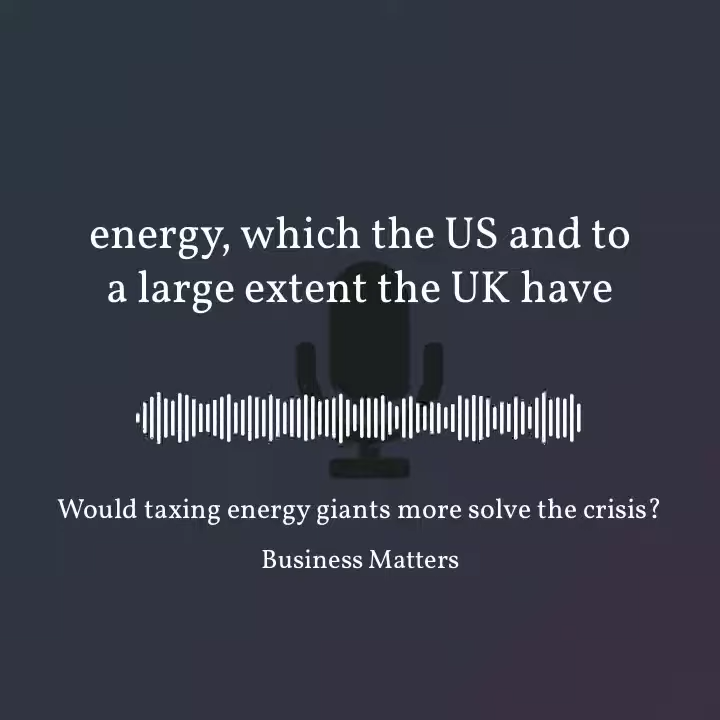 energy, which the US and to
a large extent the UK have
Would taxing energy giants more solve the crisis?
Business Matters